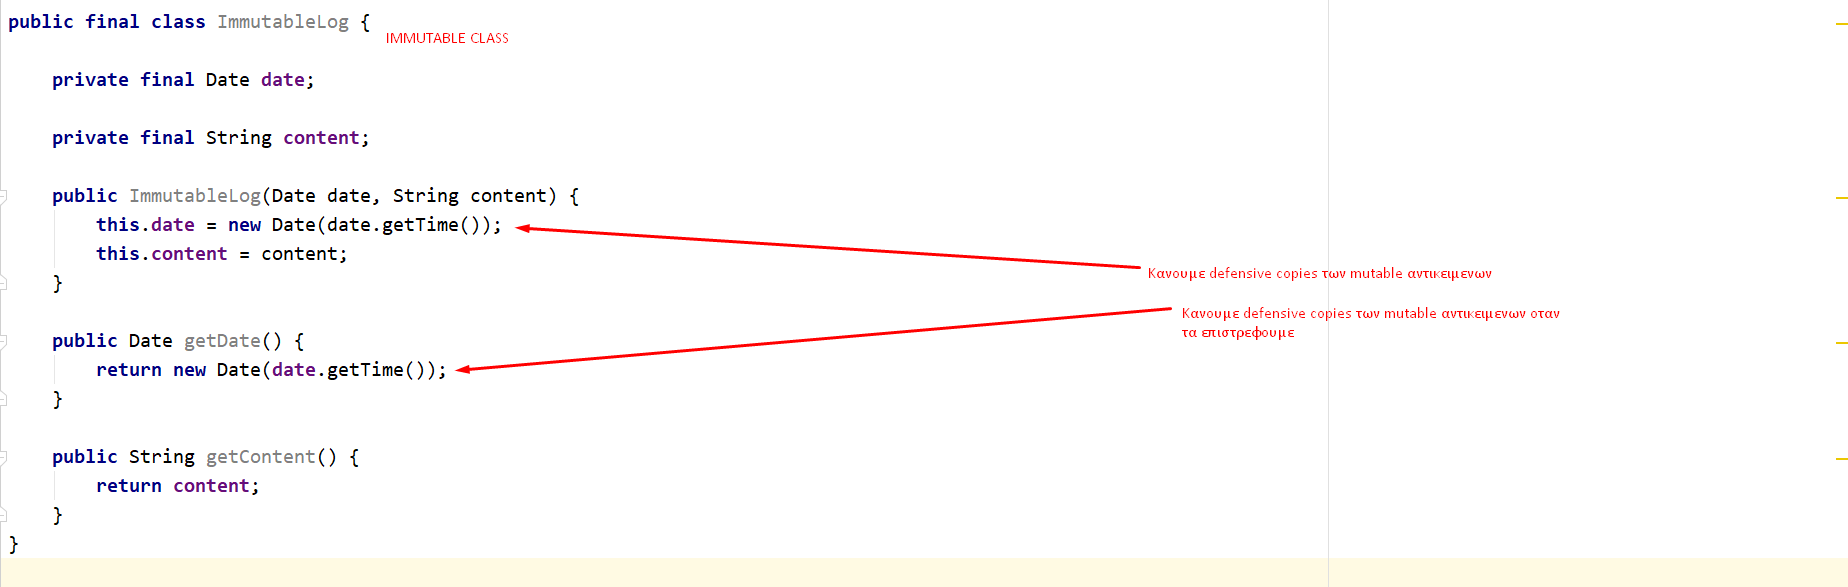 public final class ImmutableLog {
IMMUTABLE CLASS
private final Date date;
private final String content;
public ImmutableLog(Date date, String content) {
this.date = new Date(date.getTime());
this.content = content;
Κανουμε defensive copies των mutable αντικειμενων
}
Κανουμε defensive copies των mutable αντικειμενων οταν
τα επιστρεφουμε
public Date getDate() {
return new Date(date.getTime());
}
public String getContent() {
return content;
}
}